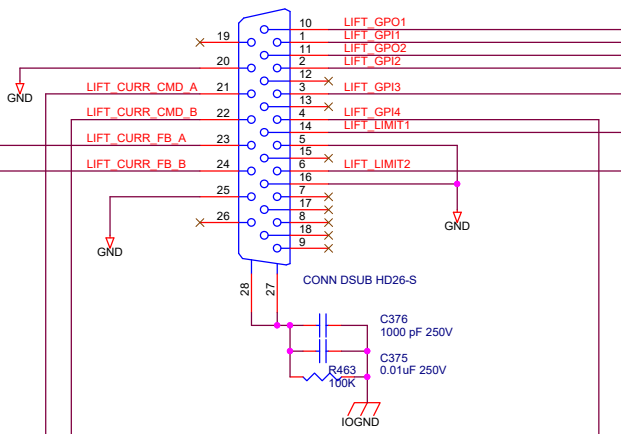 10 LIFT_GPO1
19 1 LIFT_GPI1
11 LIFT_GPO2
20 2 LIFT_GPI2
12
GND LIFT_CURR_CMD_A 21 3 LIFT_GPI3
13
LIFT_CURR_CMD_B 22 4 LIFT_GPI4
14 LIFT_LIMIT1
LIFT_CURR_FB_A 23 5
15
LIFT_CURR_FB_B 24 6 LIFT_LIMIT2
16
25 7
17
26 8 GND
18
GND 9
CONN DSUB HD26-S
28 27
C376
1000 pF 250V
C375
R463 0.01uF 250V
100K
IOGND